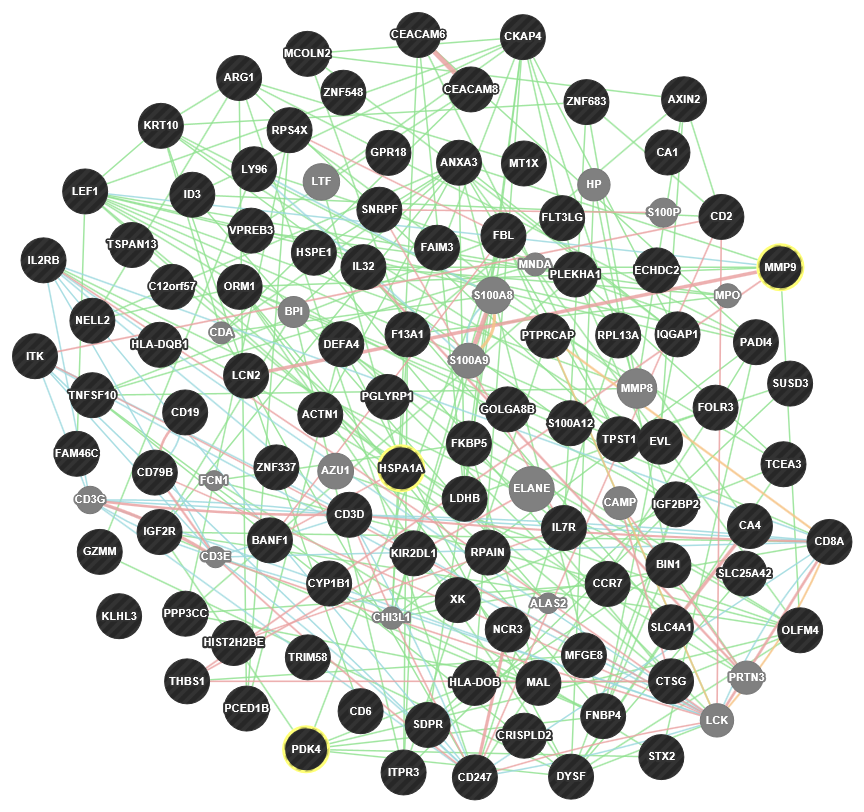 CEACAM6
CKAP4
MCOLN2
ARG1
CEACAM8
ZNF548
ZNF683
AXIN2
KRT10
RPS4X
GPR18
CA1
LY96
ANXA3
MT1X
LTF
HP
LEF1
ID3
SNRPF
FLT3LG
S100P
CD2
VPREB3
TSPAN13
HSPE1
FAIM3
FBL
IL2RB
IL32
MNDA
PLEKHA1
ECHDC2
MMP9
C12orf57
ORM1
S100A8
MPO
BPI
NELL2
CDA
HLA-DQB1
DEFA4
F13A1
PTPRCAP
RPL13A
IQGAP1
PADI4
ITK
LCN2
S100A9
SUSD3
TNFSF10
PGLYRP1
MMP8
CD19
ACTN1
GOLGA8B
S100A12
FOLR3
TPST1
EVL
FAM46C
FKBP5
CD79B
ZNF337
AZU1
HSPA1A
TCEA3
FCN1
ELANE
CD3G
LDHB
CAMP
IGF2BP2
CD3D
IL7R
CA4
IGF2R
BANF1
CD8A
GZMM
CD3E
KIR2DL1
RPAIN
BIN1
SLC25A42
CYP1B1
CCR7
XK
ALAS2
KLHL3
PPP3CC
CHI3L1
NCR3
SLC4A1
OLFM4
HIST2H2BE
TRIM58
MFGE8
THBS1
HLA-DOB
MAL
CTSG
PRTN3
PCED1B
CD6
SDPR
FNBP4
LCK
CRISPLD2
PDK4
STX2
ITPR3
CD247
DYSF